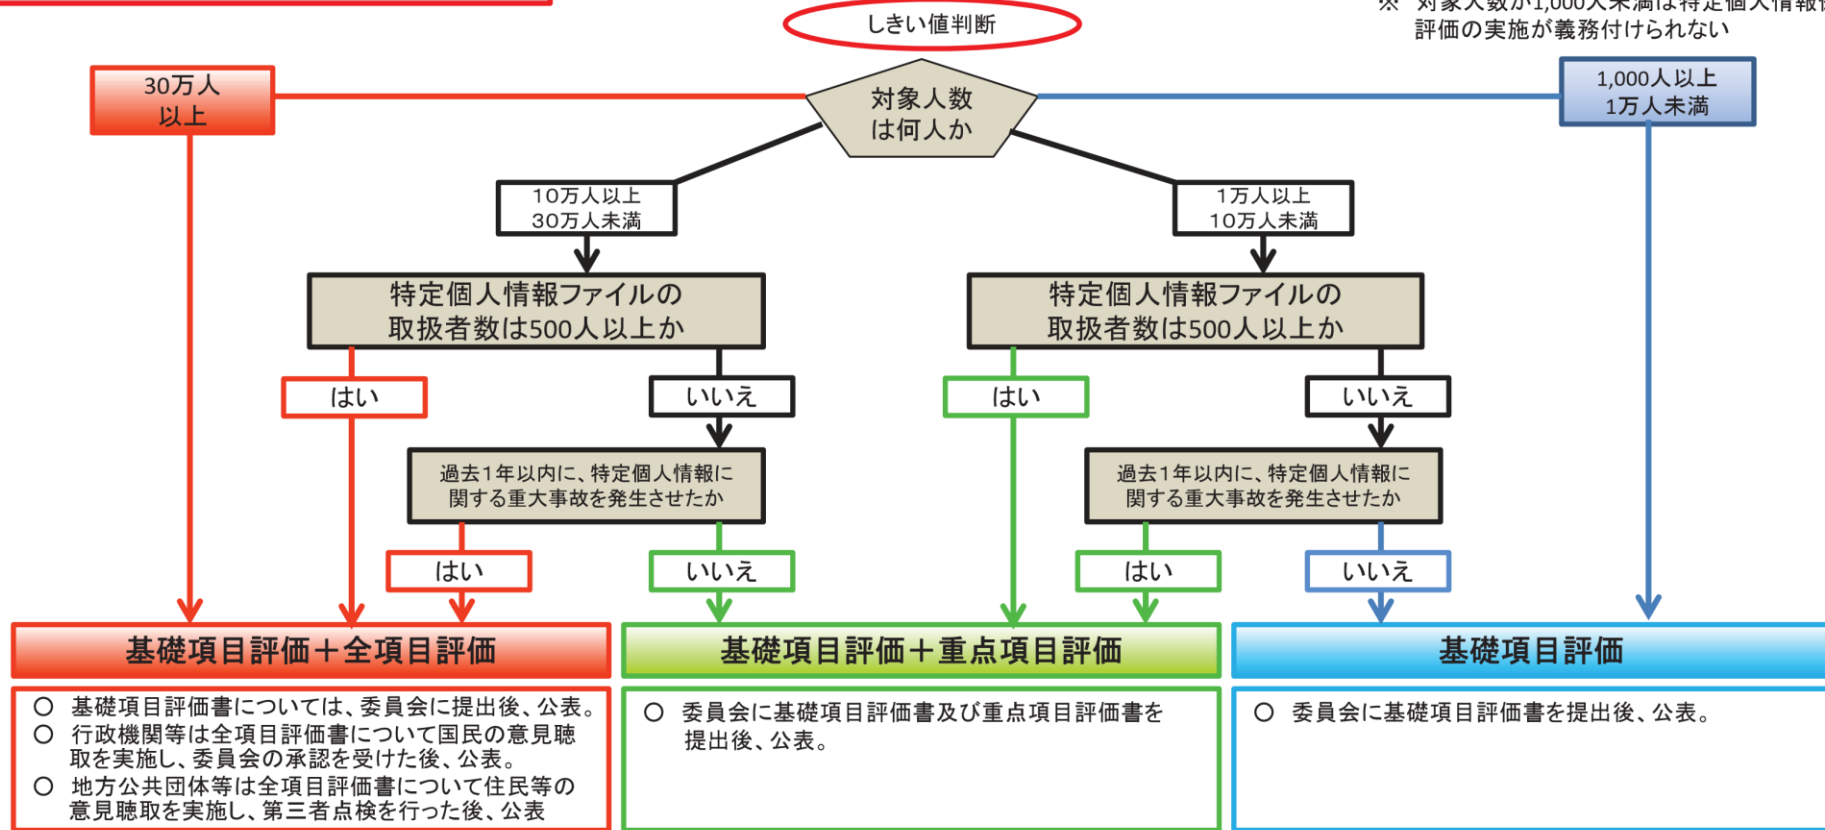 しきい値判断
※ 対象人数が1,000人未満は特定個人情報
評価の実施が義務付けられない
30万人
以上
対象人数
は何人か
1,000人以上
1万人未満
10万人以上
30万人未満
1万人以上
10万人未満
特定個人情報ファイルの
取扱者数は500人以上か
特定個人情報ファイルの
取扱者数は500人以上か
はい
いいえ
はい
いいえ
過去1年以内に、特定個人情報に
関する重大事故を発生させたか
過去1年以内に、特定個人情報に
関する重大事故を発生させたか
はい
いいえ
はい
いいえ
基礎項目評価＋全項目評価
基礎項目評価＋重点項目評価
基礎項目評価
○ 基礎項目評価書については、委員会に提出後、公表。
○ 行政機関等は全項目評価書について国民の意見聴
取を実施し、委員会の承認を受けた後、公表。
○ 地方公共団体等は全項目評価書について住民等の
意見聴取を実施し、第三者点検を行った後、公表
○ 委員会に基礎項目評価書及び重点項目評価書を
提出後、公表。
○ 委員会に基礎項目評価書を提出後、公表。